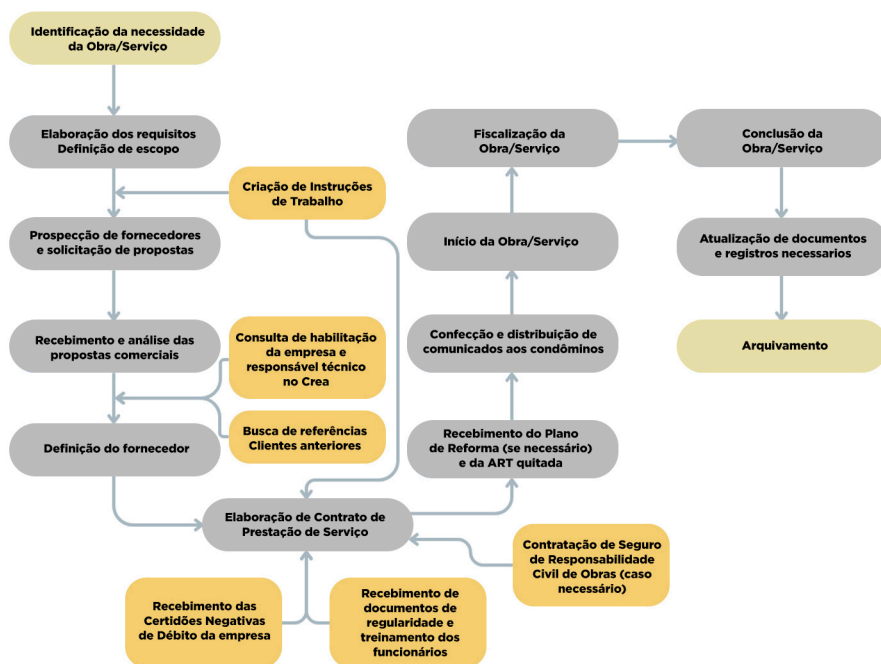 Identificação da necessidade
da Obra/Serviço
Elaboração dos requisitos
Definição de escopo
Criação de Instruções
de Trabalho
Prospecção de fornecedores
e solicitação de propostas
Recebimento e análise das
propostas comerciais
Consulta de habilitação
da empresa e
responsável técnico
no Crea
Busca de referências
Clientes anteriores
Definição do fornecedor
Elaboração de Contrato de
Prestação de Serviço
Recebimento das
Certidões Negativas
de Débito da empresa
Recebimento de
documentos de
regularidade e
treinamento dos
funcionários
Contratação de Seguro
de Responsabilidade
Civil de Obras (caso
necessário)
Recebimento do Plano
de Reforma (se necessário)
e da ART quitada
Confecção e distribuição de
comunicados aos condôminos
Início da Obra/Serviço
Fiscalização da
Obra/Serviço
Conclusão da
Obra/Serviço
Atualização de documentos
e registros necessarios
Arquivamento